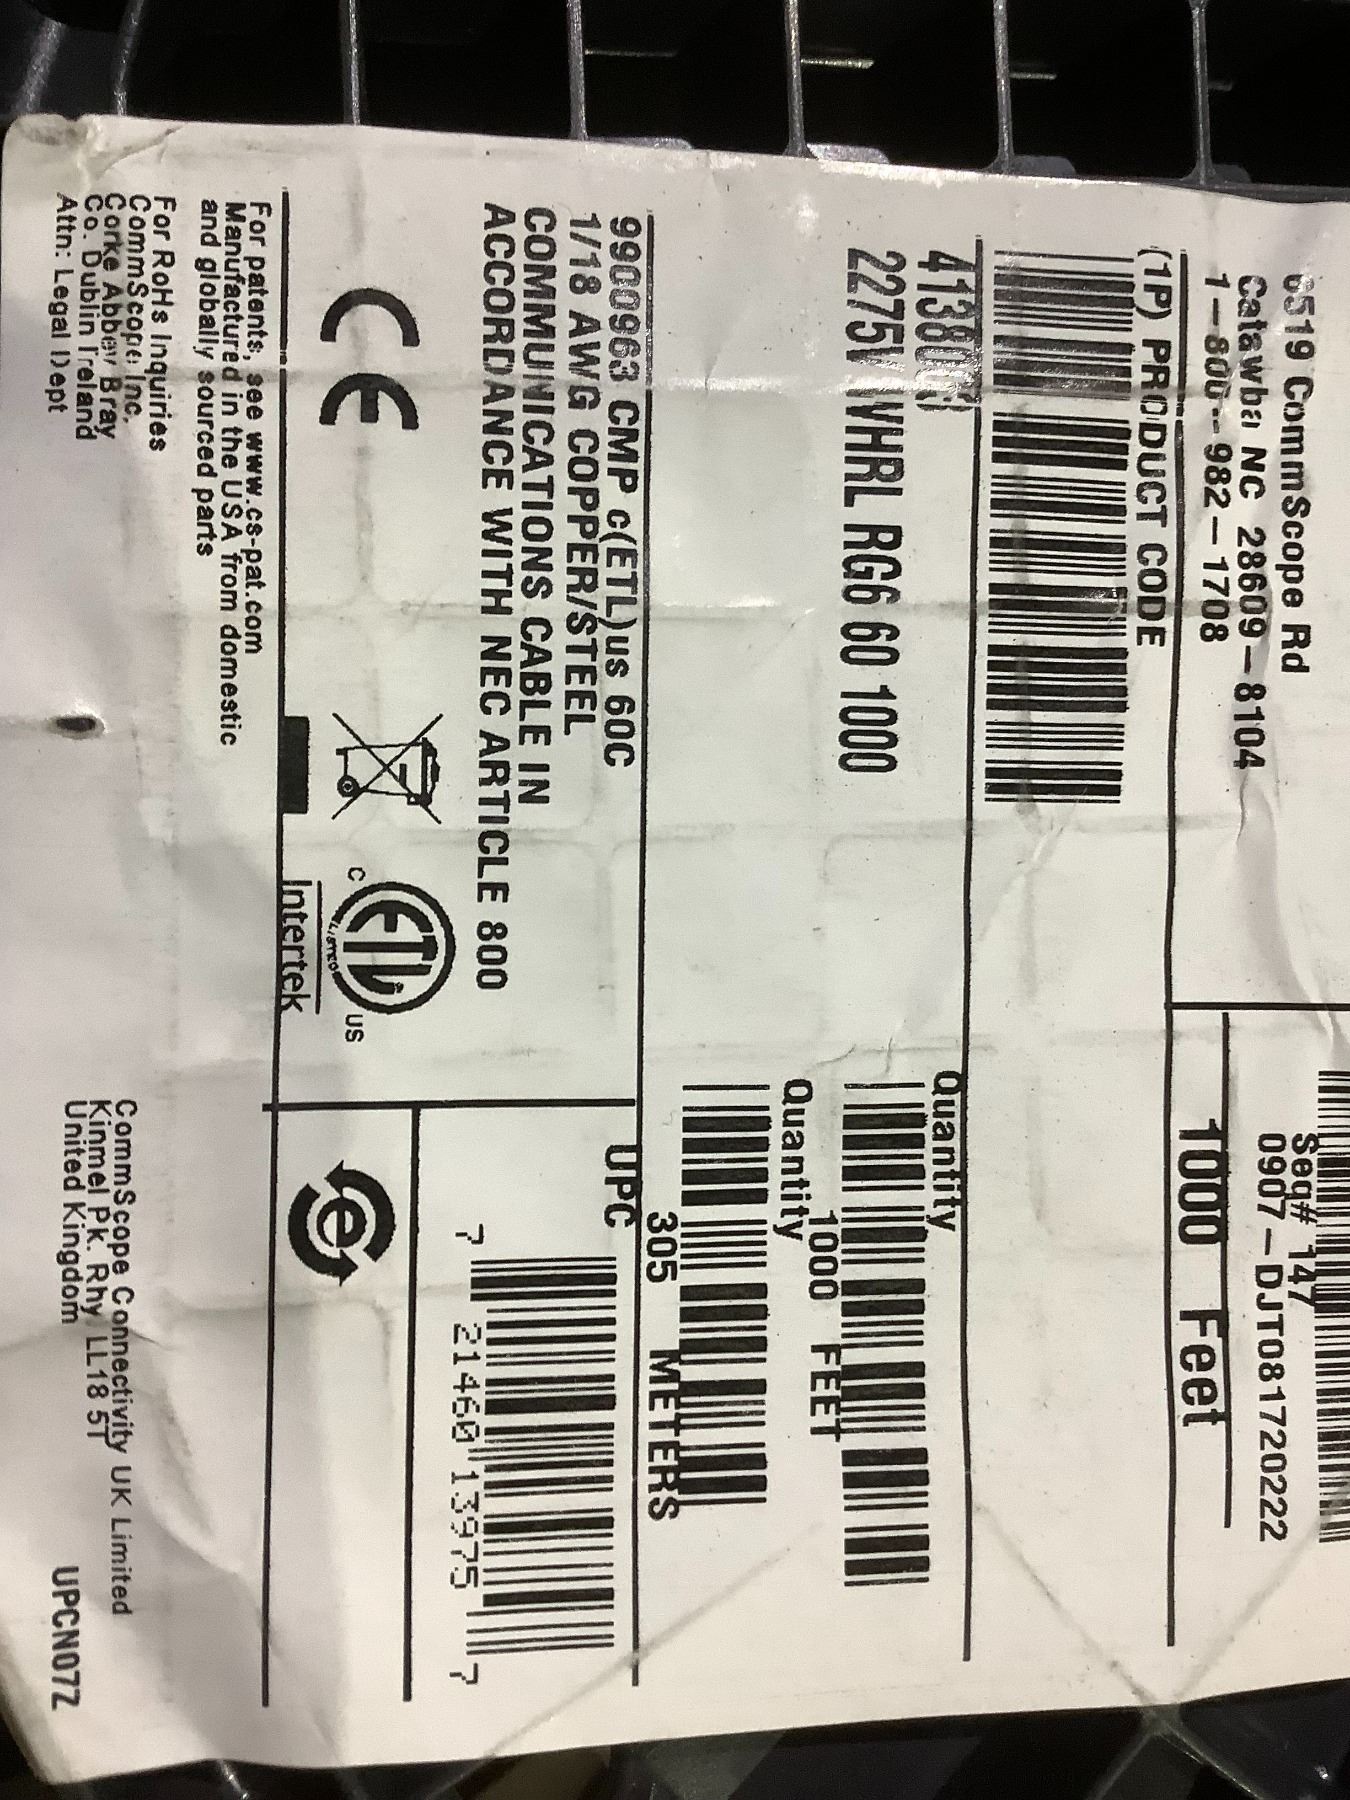 6519 CommScope Rd
Catawba NC 28609-8104
1-800-982-1708
Seq# 147
0907-DJT081720222
1000 Feet
(1P) PRODUCT CODE
2275V WHRL RG6 60 1000
Quantity
1000 FEET
Quantity
305 METERS
9900963 CMP c(ETL)us 60C
1/18 AWG COPPER/STEEL
COMMUNICATIONS CABLE IN
ACCORDANCE WITH NEC ARTICLE 800
UPC
7 21460 13975 7
CE
C ETL US
LISTED
Intertek
e
For patents, see www.cs-pat.com
Manufactured in the USA from domestic
and globally sourced parts
For RoHs Inquiries
CommScope Inc.
Corke Abbey Bray
Co. Dublin Ireland
Attn: Legal Dept
CommScope Connectivity UK Limited
Kinmel Pk. Rhy, LL18 5T
United Kingdom
UPCN07Z